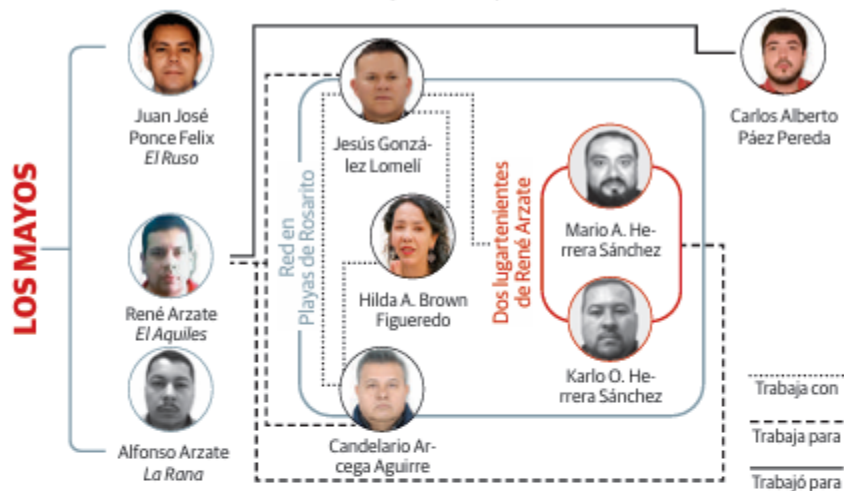 LOS MAYOS
Juan José
Ponce Felix
El Ruso
René Arzate
El Aquiles
Alfonso Arzate
La Rana
Red en
Playas de Rosarito
Jesús Gonzá-
lez Lomelí
Hilda A. Brown
Figueredo
Candelario Ar-
cega Aguirre
Dos lugartenientes
de René Arzate
Mario A. He-
rrera Sánchez
Karlo O. He-
rrera Sánchez
Carlos Alberto
Páez Pereda
Trabaja con
Trabaja para
Trabajó para